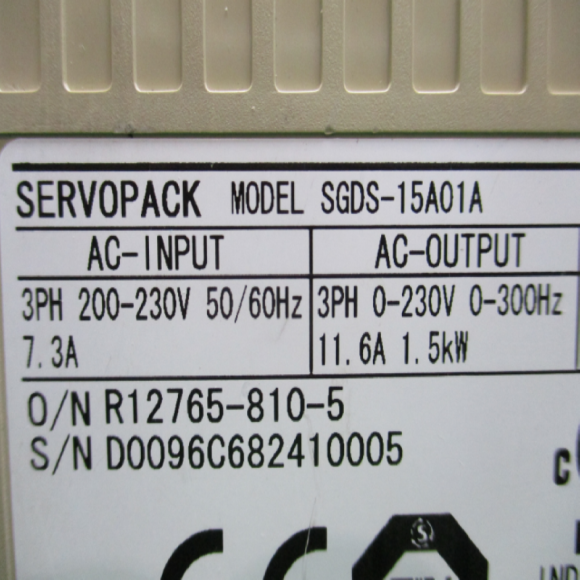 SERVOPACK MODEL SGDS-15A01A
AC-INPUT AC-OUTPUT
3PH 200-230V 50/60Hz 3PH 0-230V 0-300Hz
7.3A 11.6A 1.5kW
O/N R12765-810-5
S/N D0096C682410005
CE